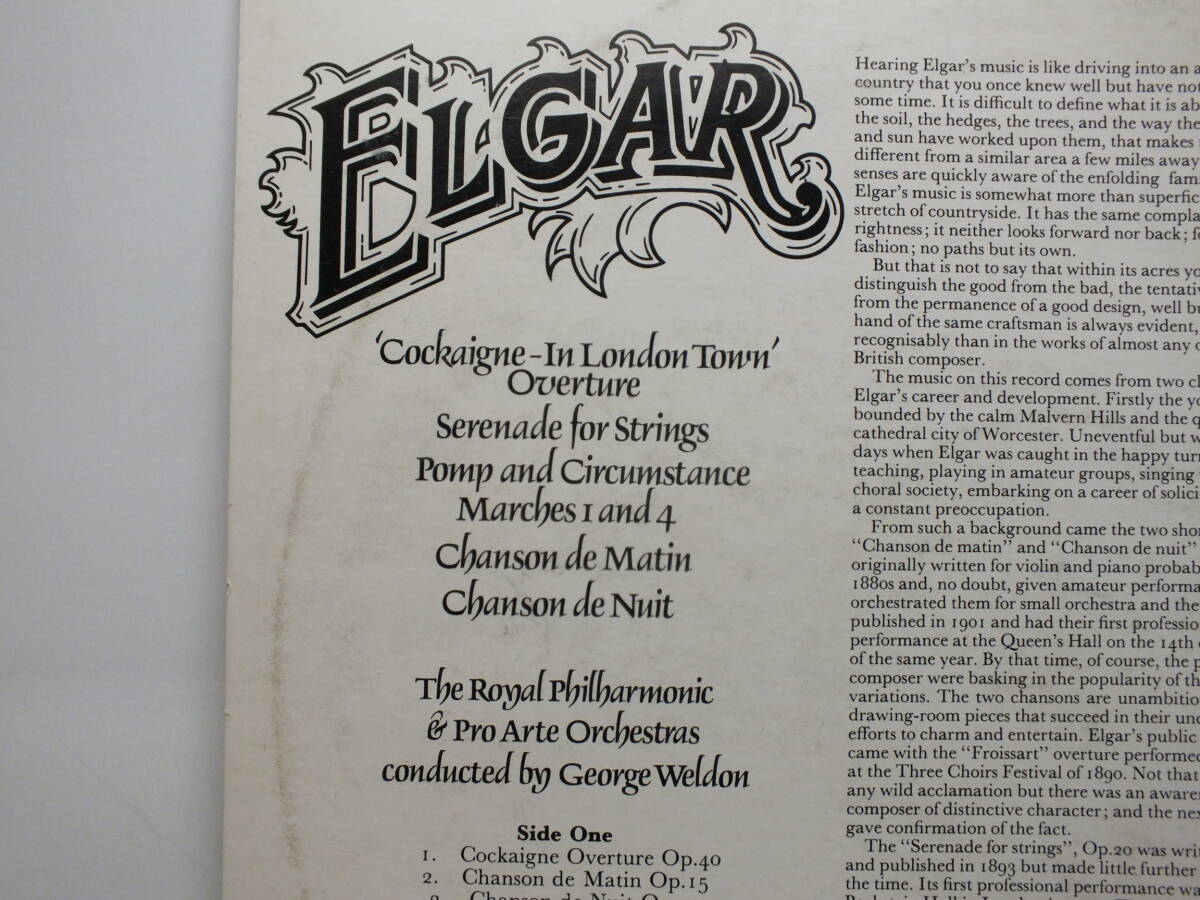 ELGAR
'Cockaigne-In London Town'
Overture
Serenade for Strings
Pomp and Circumstance
Marches 1 and 4
Chanson de Matin
Chanson de Nuit
The Royal Philharmonic
& Pro Arte Orchestras
conducted by George Weldon
Side One
1. Cockaigne Overture Op.40
2. Chanson de Matin Op.15
Chanson de Nuit
Hearing Elgar's music is like driving into an a
country that you once knew well but have not
some time. It is difficult to define what it is ab
the soil, the hedges, the trees, and the way the
and sun have worked upon them, that makes
different from a similar area a few miles away
senses are quickly aware of the enfolding fami
Elgar's music is somewhat more than superfic
stretch of countryside. It has the same compla
rightness; it neither looks forward nor back; f
fashion; no paths but its own.
But that is not to say that within its acres yo
distinguish the good from the bad, the tentativ
from the permanence of a good design, well bu
hand of the same craftsman is always evident,
recognisably than in the works of almost any o
British composer.
The music on this record comes from two cl
Elgar's career and development. Firstly the yo
bounded by the calm Malvern Hills and the q
cathedral city of Worcester. Uneventful but w
days when Elgar was caught in the happy turn
teaching, playing in amateur groups, singing
choral society, embarking on a career of solici
a constant preoccupation.
From such a background came the two shor
"Chanson de matin" and "Chanson de nuit"
originally written for violin and piano probab
1880s and, no doubt, given amateur performa
orchestrated them for small orchestra and the
published in 1901 and had their first professio
performance at the Queen's Hall on the 14th
of the same year. By that time, of course, the p
composer were basking in the popularity of th
variations. The two chansons are unambitio
drawing-room pieces that succeed in their und
efforts to charm and entertain. Elgar's public
came with the "Froissart" overture performed
at the Three Choirs Festival of 1890. Not that
any wild acclamation but there was an awaren
composer of distinctive character; and the nex
gave confirmation of the fact.
The "Serenade for strings", Op.20 was writ
and published in 1893 but made little further
the time. Its first professional performance wa